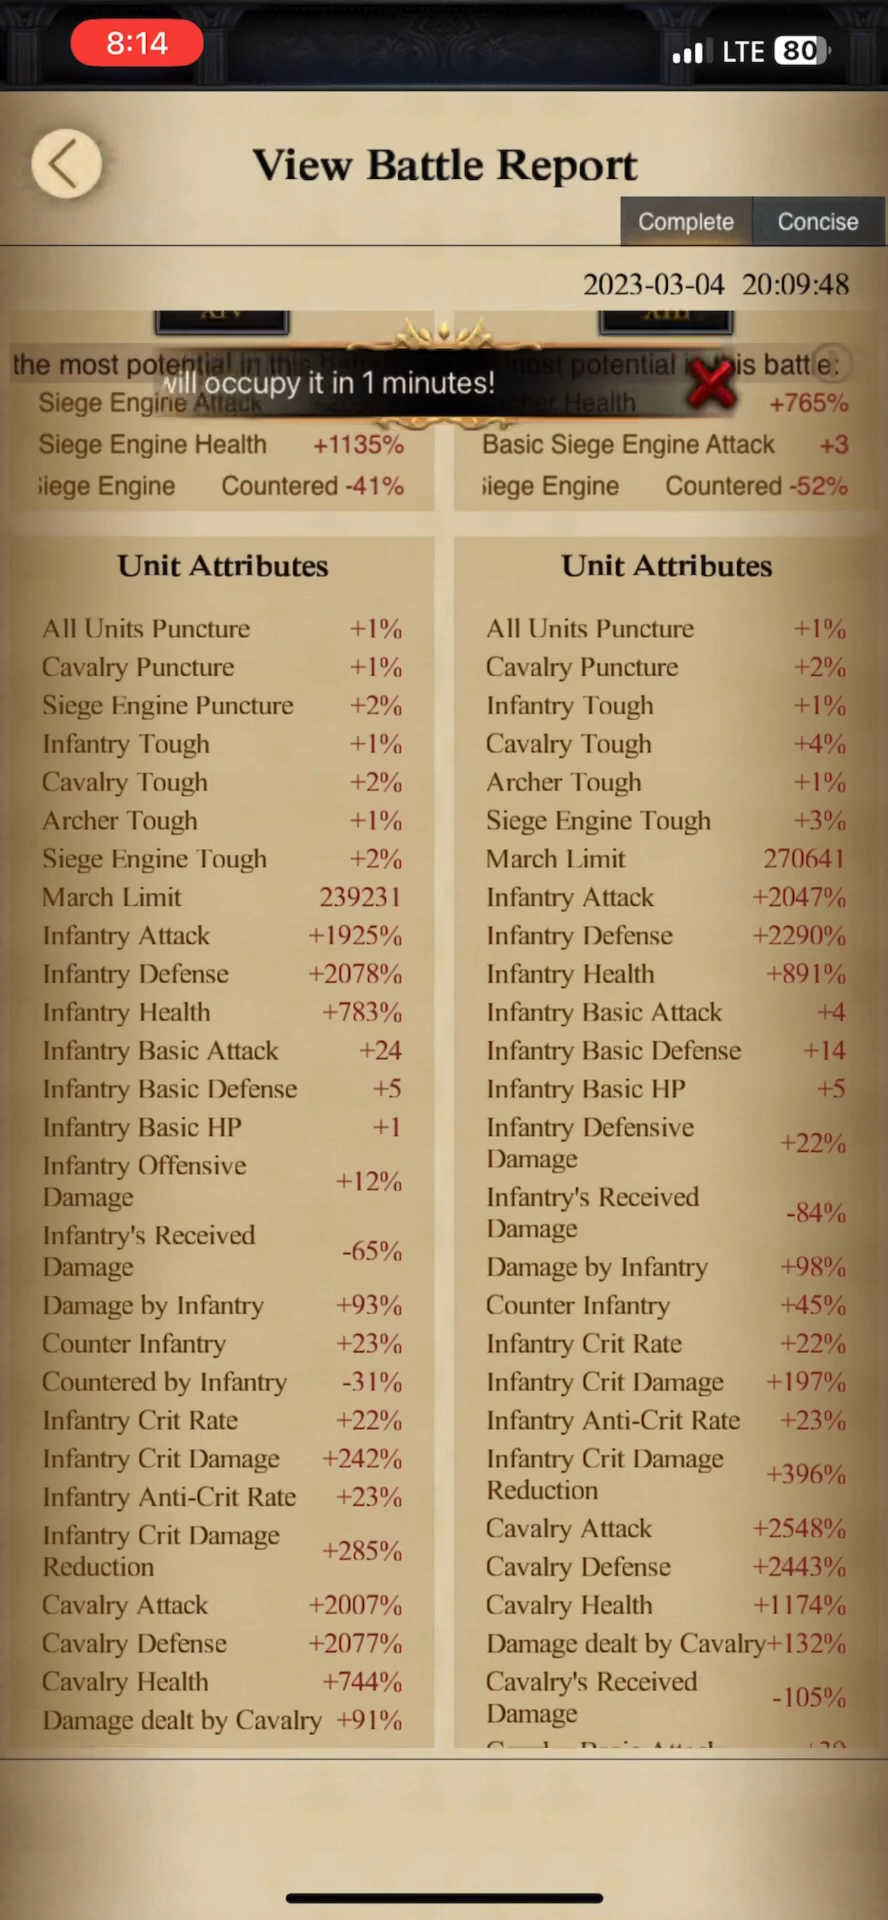 8:14
LTE 80
View Battle Report
Complete Concise
2023-03-04 20:09:48
the most potential in this
most potential in this battle:
will occupy it in 1 minutes!
Siege Engine Attack
Siege Engine Health +1135%
Siege Engine Countered -41%
Health +765%
Basic Siege Engine Attack +3
Siege Engine Countered -52%
Unit Attributes
All Units Puncture +1%
Cavalry Puncture +1%
Siege Engine Puncture +2%
Infantry Tough +1%
Cavalry Tough +2%
Archer Tough +1%
Siege Engine Tough +2%
March Limit 239231
Infantry Attack +1925%
Infantry Defense +2078%
Infantry Health +783%
Infantry Basic Attack +24
Infantry Basic Defense +5
Infantry Basic HP +1
Infantry Offensive
Damage +12%
Infantry's Received
Damage -65%
Damage by Infantry +93%
Counter Infantry +23%
Countered by Infantry -31%
Infantry Crit Rate +22%
Infantry Crit Damage +242%
Infantry Anti-Crit Rate +23%
Infantry Crit Damage
Reduction +285%
Cavalry Attack +2007%
Cavalry Defense +2077%
Cavalry Health +744%
Damage dealt by Cavalry +91%
Unit Attributes
All Units Puncture +1%
Cavalry Puncture +2%
Infantry Tough +1%
Cavalry Tough +4%
Archer Tough +1%
Siege Engine Tough +3%
March Limit 270641
Infantry Attack +2047%
Infantry Defense +2290%
Infantry Health +891%
Infantry Basic Attack +4
Infantry Basic Defense +14
Infantry Basic HP +5
Infantry Defensive
Damage +22%
Infantry's Received
Damage -84%
Damage by Infantry +98%
Counter Infantry +45%
Infantry Crit Rate +22%
Infantry Crit Damage +197%
Infantry Anti-Crit Rate +23%
Infantry Crit Damage
Reduction +396%
Cavalry Attack +2548%
Cavalry Defense +2443%
Cavalry Health +1174%
Damage dealt by Cavalry+132%
Cavalry's Received
Damage -105%